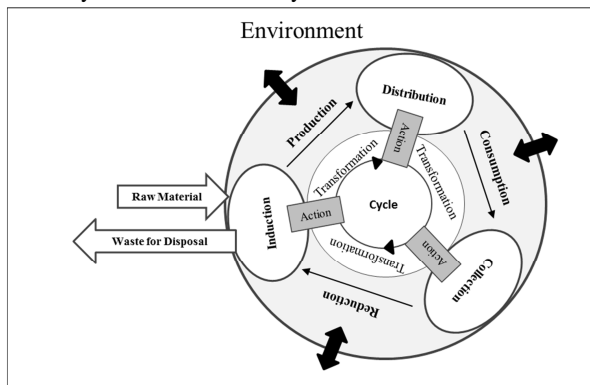 Environment
Distribution
Production
Action
Consumption
Transformation
Transformation
Raw Material
Induction
Action
Cycle
Waste for Disposal
Action
Transformation
Collection
Reduction